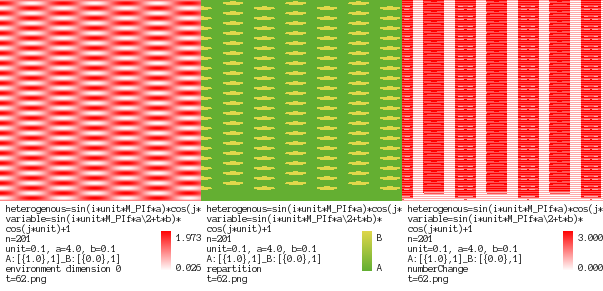 heterogenous=sin(i*unit*M_PIf*a)*cos(j*
variable=sin(i*unit*M_PIf*a\2+t*b)*
cos(j*unit)+1
n=201
unit=0.1, a=4.0, b=0.1
A:[{1.0},1]_B:[{0.0},1]
environment dimension 0
t=62.png
1.973
0.026
heterogenous=sin(i*unit*M_PIf*a)*cos(j*
variable=sin(i*unit*M_PIf*a\2+t*b)*
cos(j*unit)+1
n=201
unit=0.1, a=4.0, b=0.1
A:[{1.0},1]_B:[{0.0},1]
repartition
t=62.png
B
A
heterogenous=sin(i*unit*M_PIf*a)*cos(j*
variable=sin(i*unit*M_PIf*a\2+t*b)*
cos(j*unit)+1
n=201
unit=0.1, a=4.0, b=0.1
A:[{1.0},1]_B:[{0.0},1]
numberChange
t=62.png
3.000
0.000